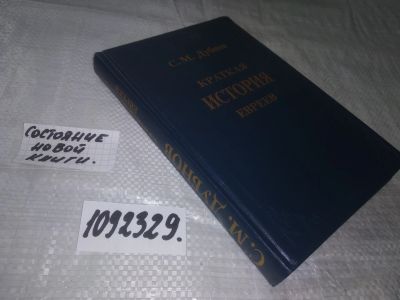 С. М. Дубнов
КРАТКАЯ
ИСТОРИЯ
ЕВРЕЕВ
С. М. ДУБНОВ
СОСТОЯНИЕ
НОВОЙ
КНИГИ.
1092329.